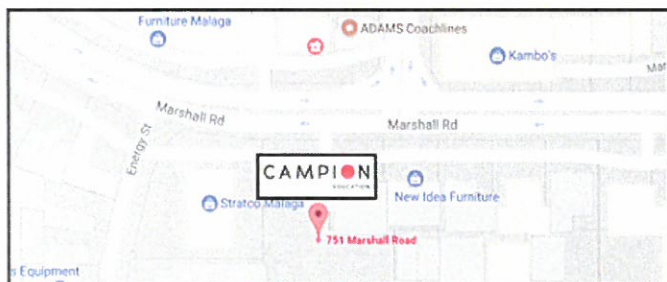 Furniture Malaga
ADAMS Coachlines
Kambo's
Mar
Marshall Rd
Marshall Rd
Energy St
CAMPION
EDUCATION
Stratco Malaga
New Idea Furniture
751 Marshall Road
s Equipment